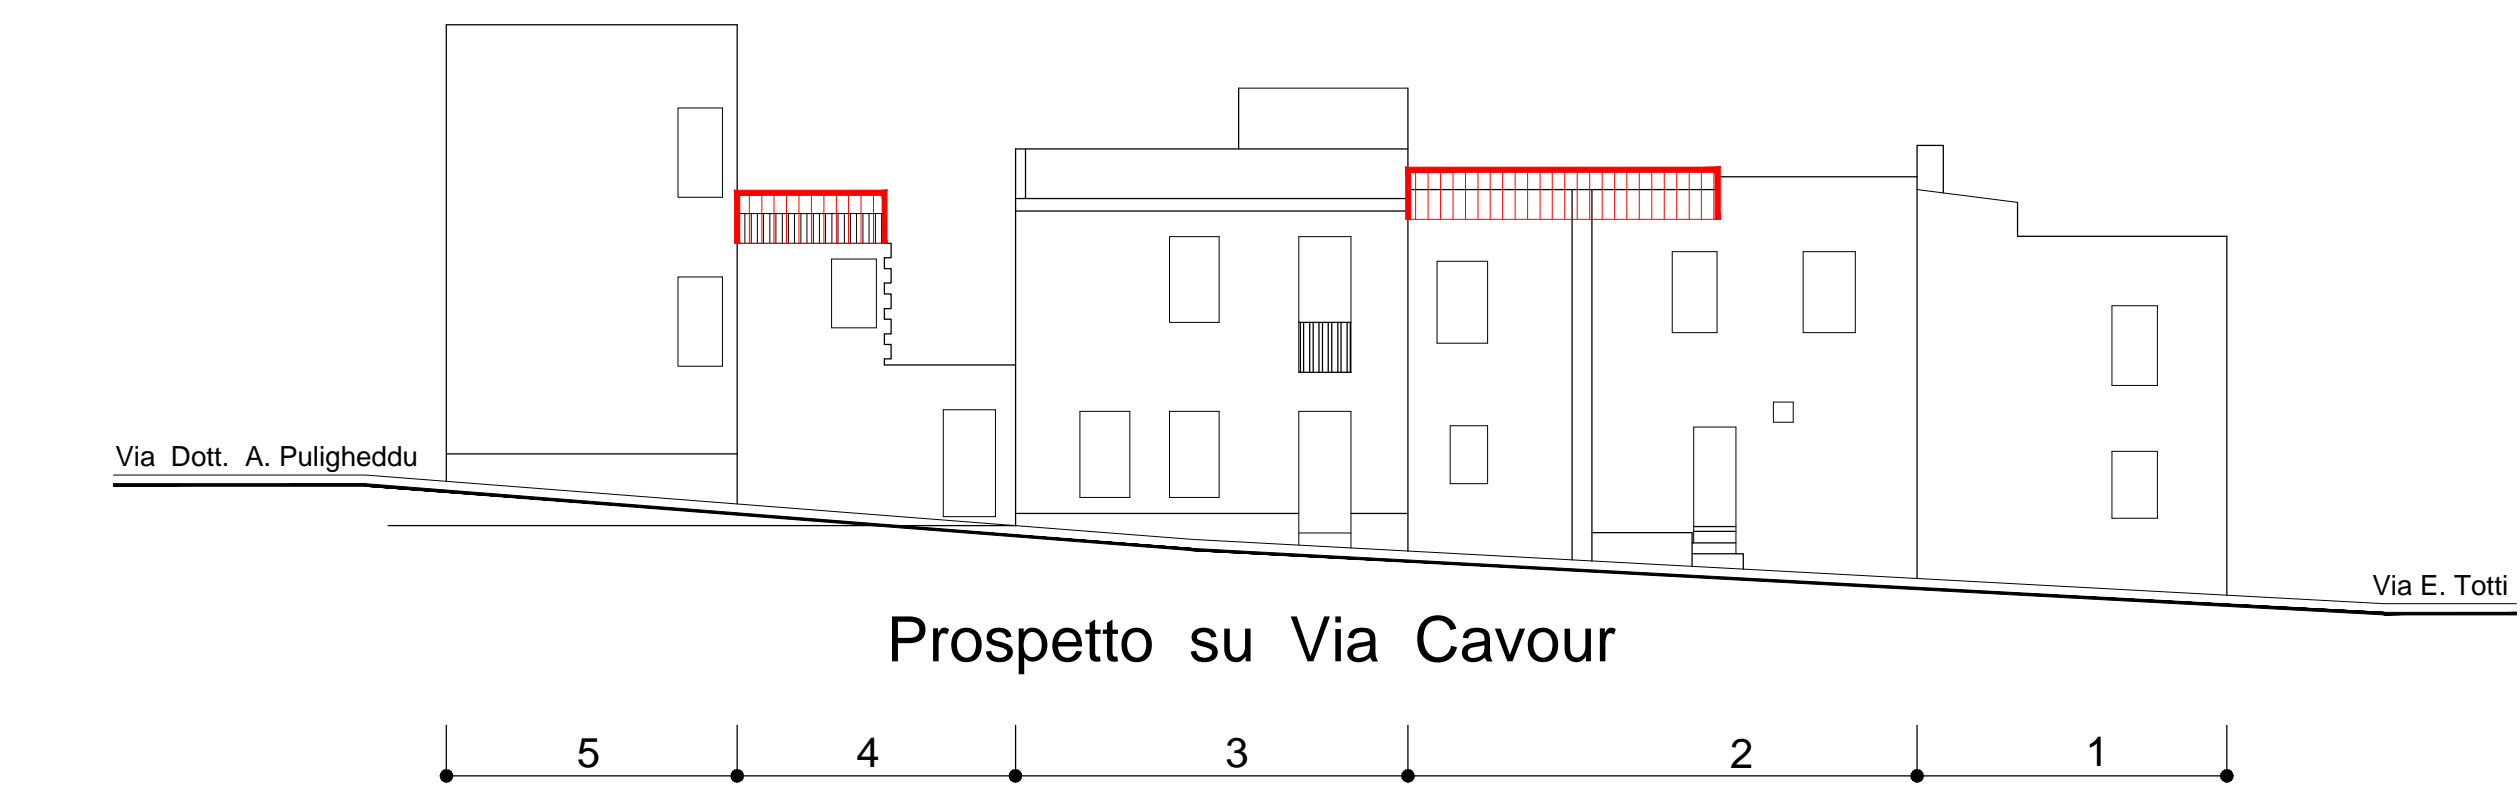 Via Dott. A. Puligheddu
Via E. Totti
Prospetto su Via Cavour
5 4 3 2 1